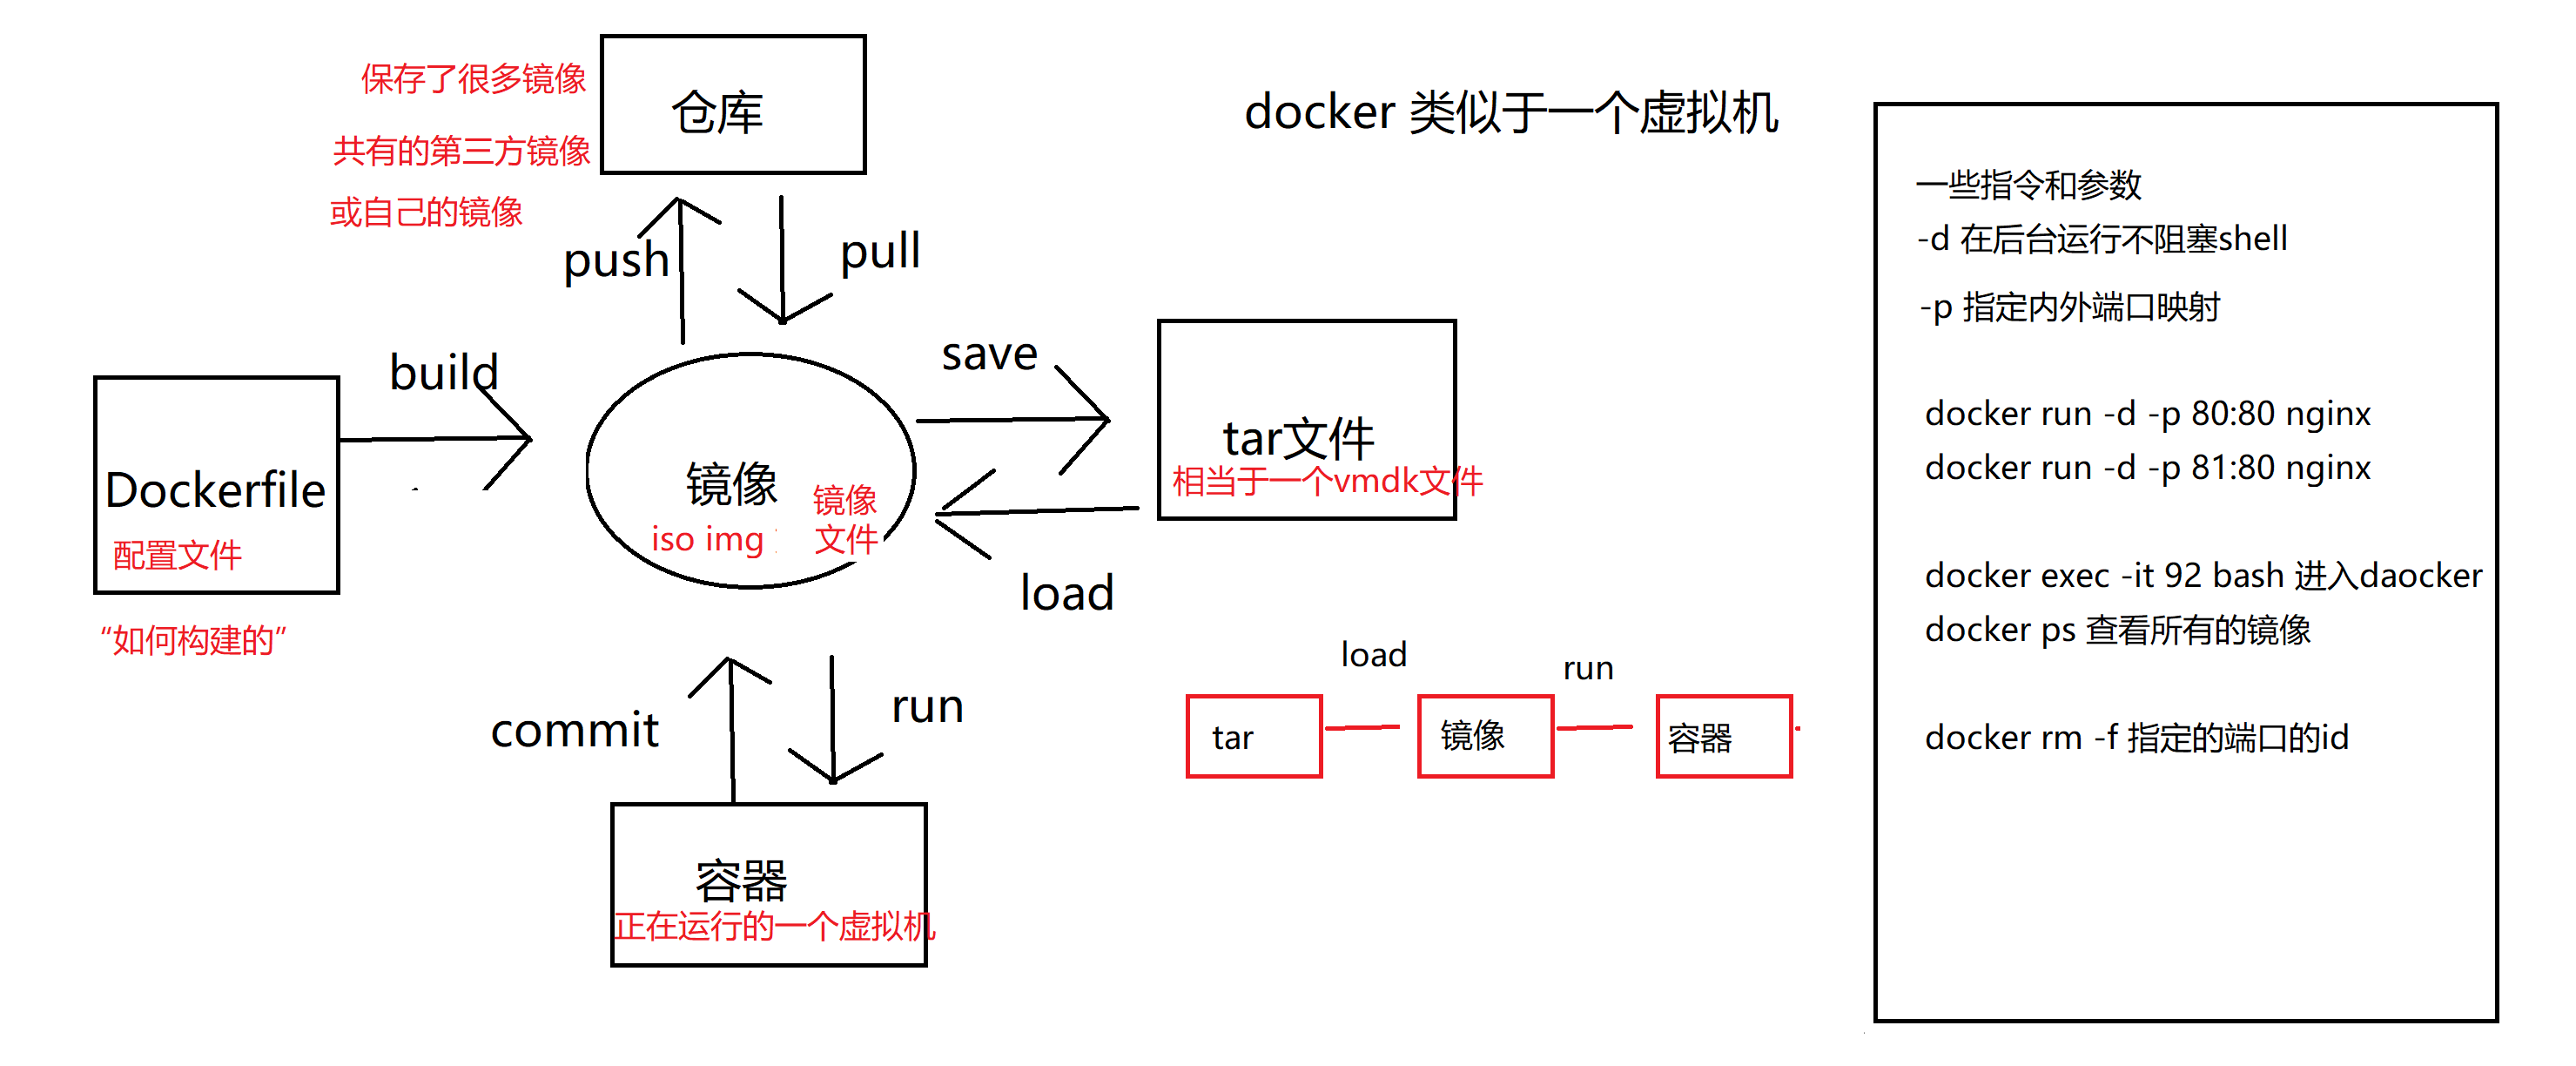 保存了很多镜像
共有的第三方镜像
或自己的镜像
仓库
docker 类似于一个虚拟机
push
pull
build
save
Dockerfile
配置文件
“如何构建的”
镜像
iso img
镜像
文件
tar文件
相当于一个vmdk文件
load
commit
run
容器
正在运行的一个虚拟机
load
run
tar
镜像
容器
一些指令和参数
-d 在后台运行不阻塞shell
-p 指定内外端口映射
docker run -d -p 80:80 nginx
docker run -d -p 81:80 nginx
docker exec -it 92 bash 进入daocker
docker ps 查看所有的镜像
docker rm -f 指定的端口的id